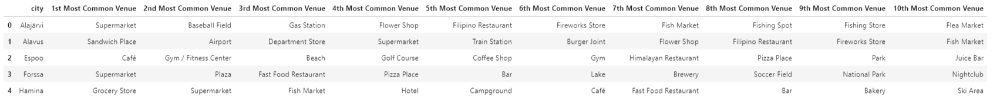 city 1st Most Common Venue 2nd Most Common Venue 3rd Most Common Venue 4th Most Common Venue 5th Most Common Venue 6th Most Common Venue 7th Most Common Venue 8th Most Common Venue 9th Most Common Venue 10th Most Common Venue
0 Alajärvi Supermarket Baseball Field Gas Station Flower Shop Filipino Restaurant Fireworks Store Fish Market Fishing Spot Fishing Store Flea Market
1 Alavus Sandwich Place Airport Department Store Supermarket Train Station Burger Joint Flower Shop Filipino Restaurant Fireworks Store Fish Market
2 Espoo Café Gym / Fitness Center Beach Golf Course Coffee Shop Gym Himalayan Restaurant Pizza Place Park Juice Bar
3 Forssa Supermarket Plaza Fast Food Restaurant Pizza Place Bar Lake Brewery Soccer Field National Park Nightclub
4 Hamina Grocery Store Supermarket Fish Market Hotel Campground Café Fast Food Restaurant Bar Bakery Ski Area